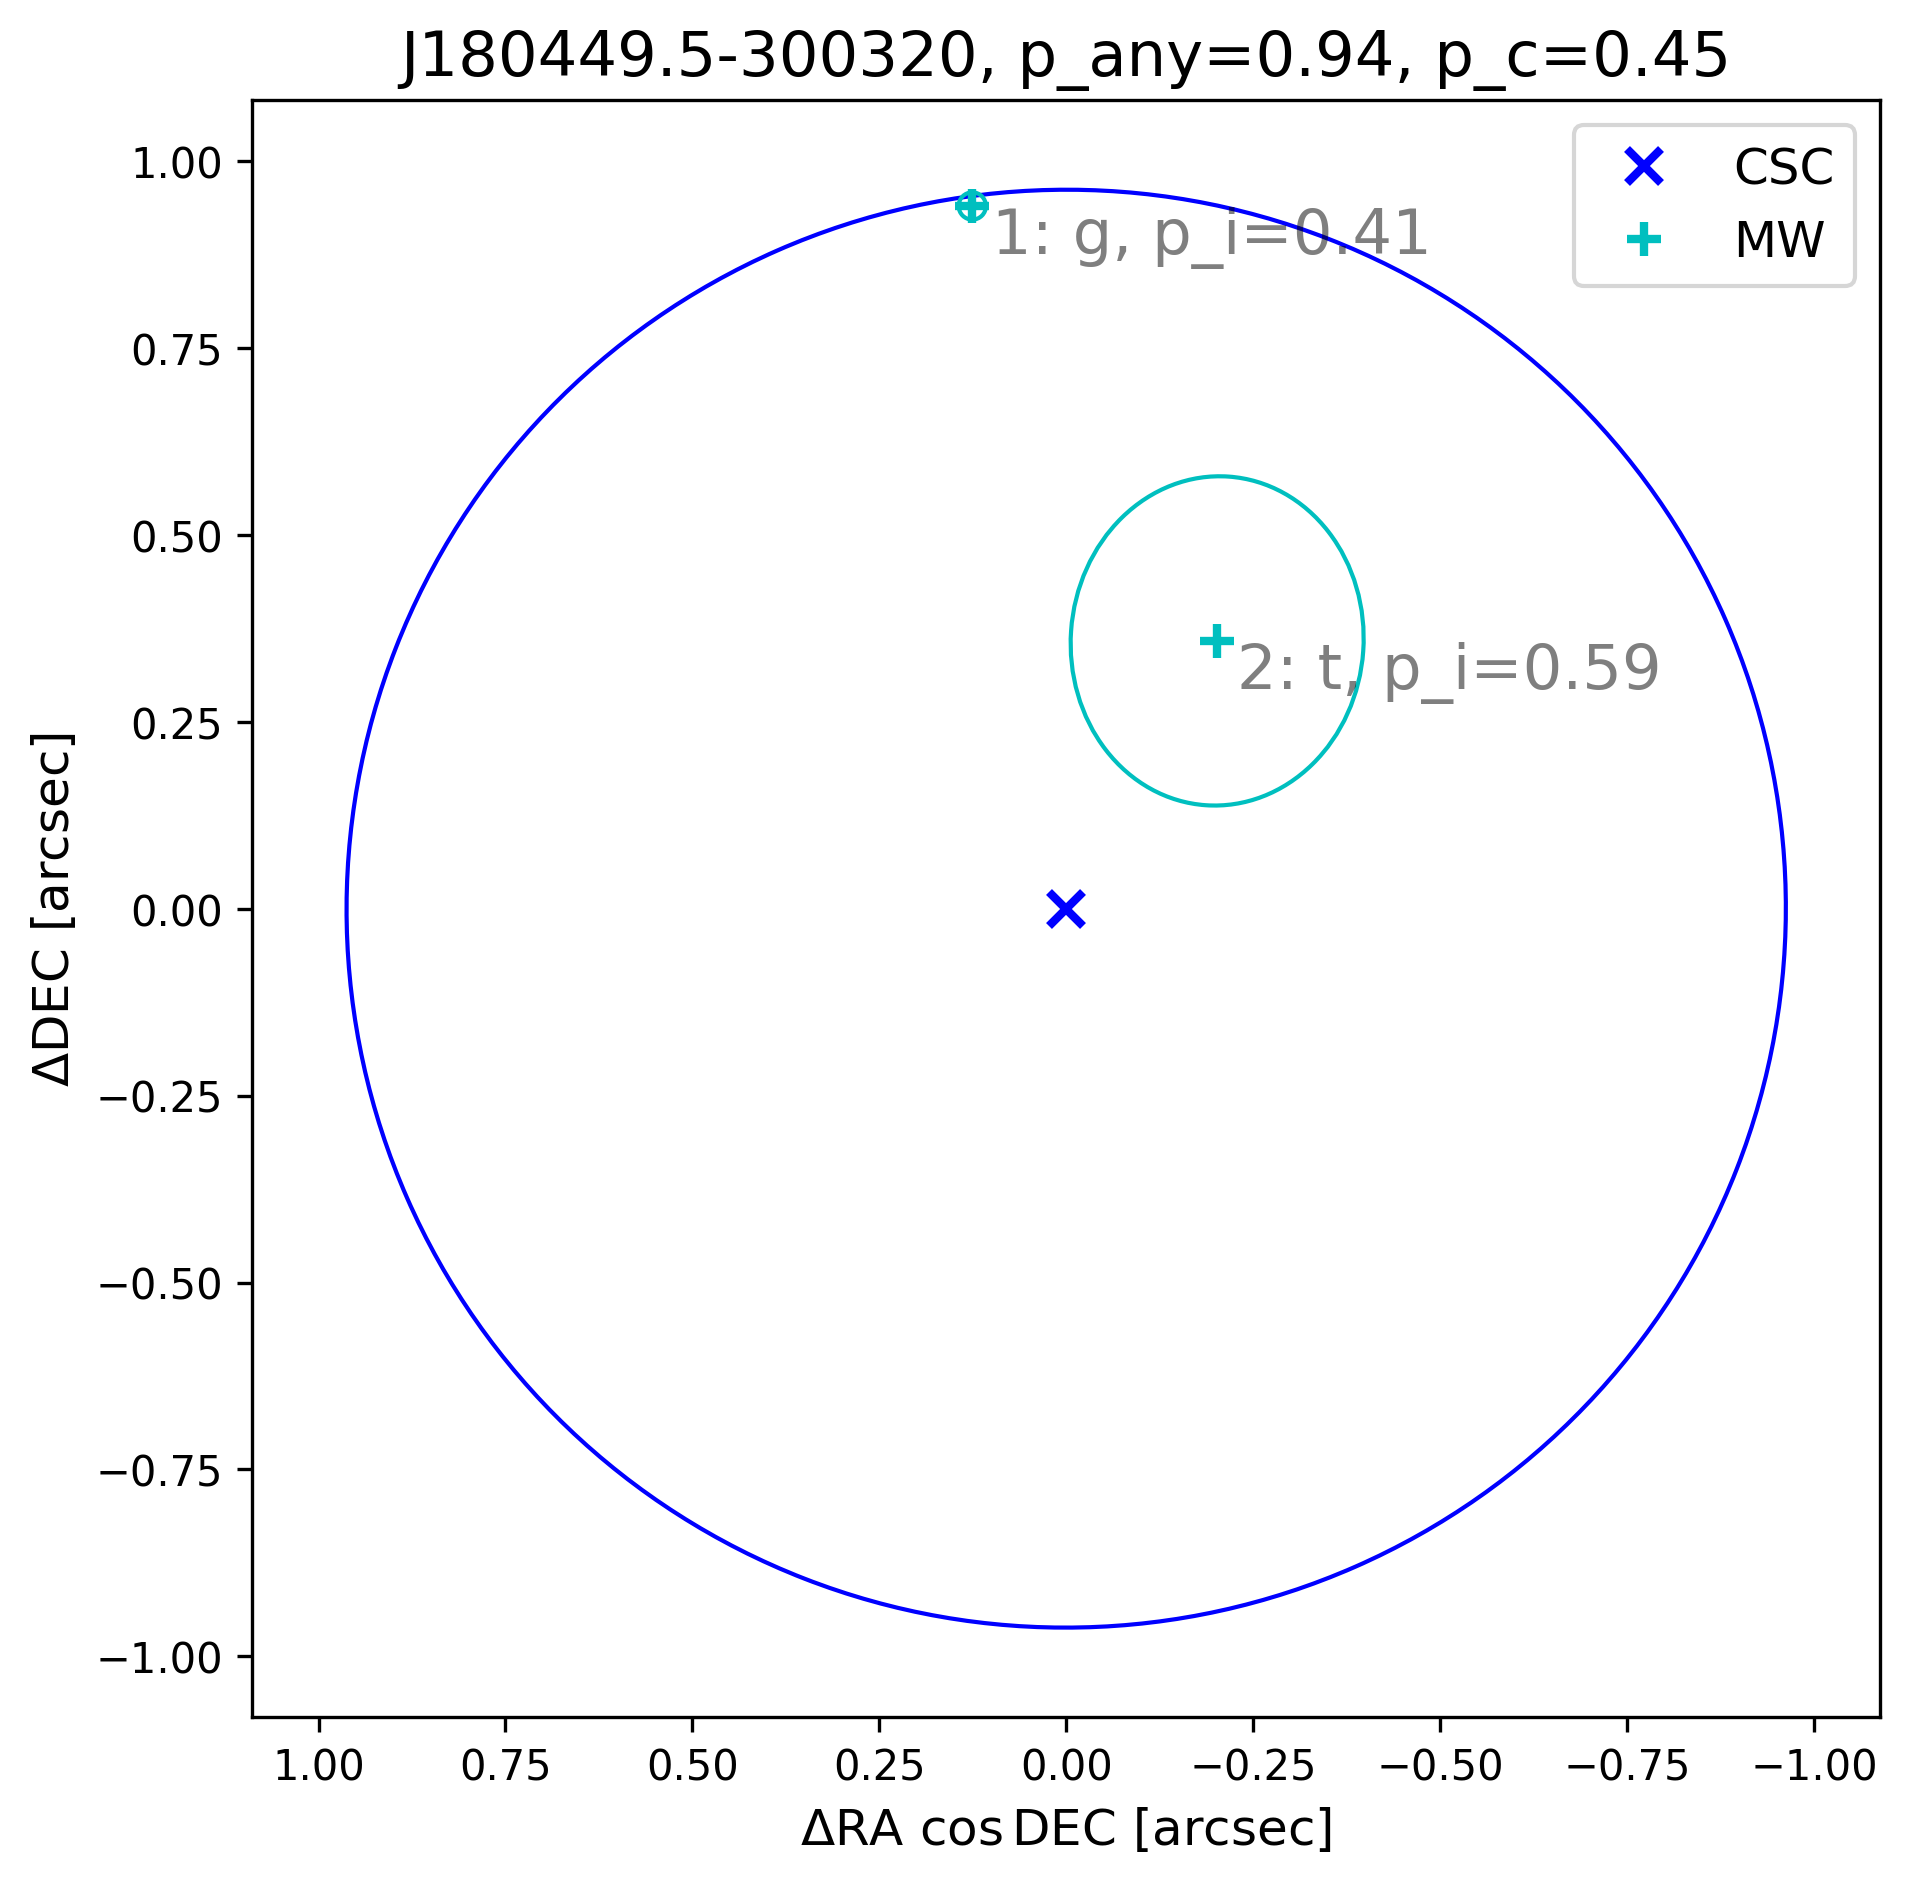 J180449.5-300320, p_any=0.94, p_c=0.45
CSC
MW
1: g, p_i=0.41
2: t, p_i=0.59
ΔDEC [arcsec]
1.00
0.75
0.50
0.25
0.00
−0.25
−0.50
−0.75
−1.00
1.00 0.75 0.50 0.25 0.00 −0.25 −0.50 −0.75 −1.00
ΔRA cos DEC [arcsec]